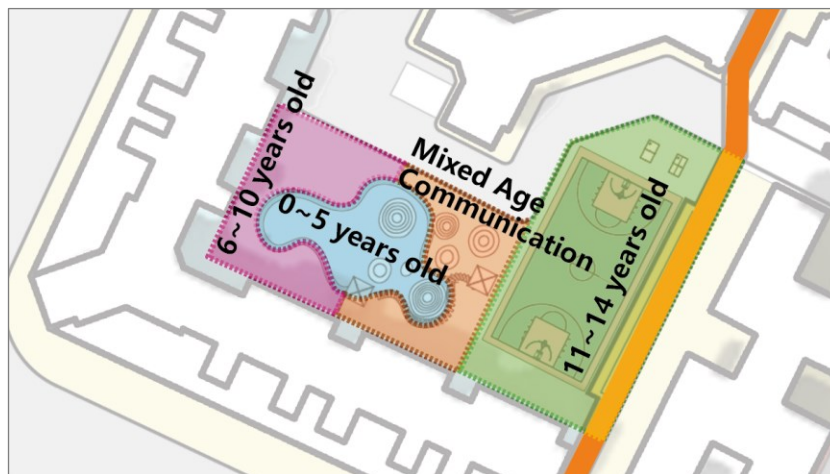 6~10 years old
0~5 years old
Mixed Age
Communication
11~14 years old